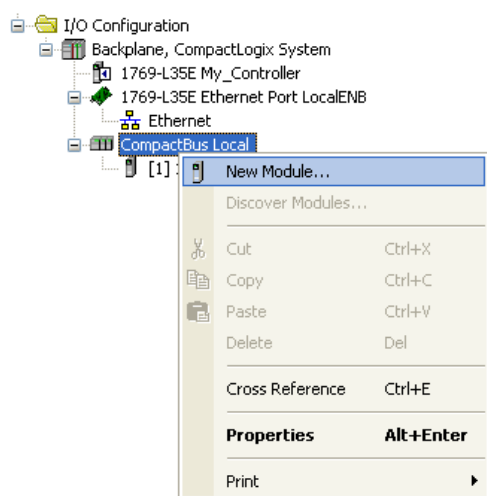 I/O Configuration
Backplane, CompactLogix System
1769-L35E My_Controller
1769-L35E Ethernet Port LocalENB
Ethernet
CompactBus Local
[1]
New Module...
Discover Modules...
Cut Ctrl+X
Copy Ctrl+C
Paste Ctrl+V
Delete Del
Cross Reference Ctrl+E
Properties Alt+Enter
Print